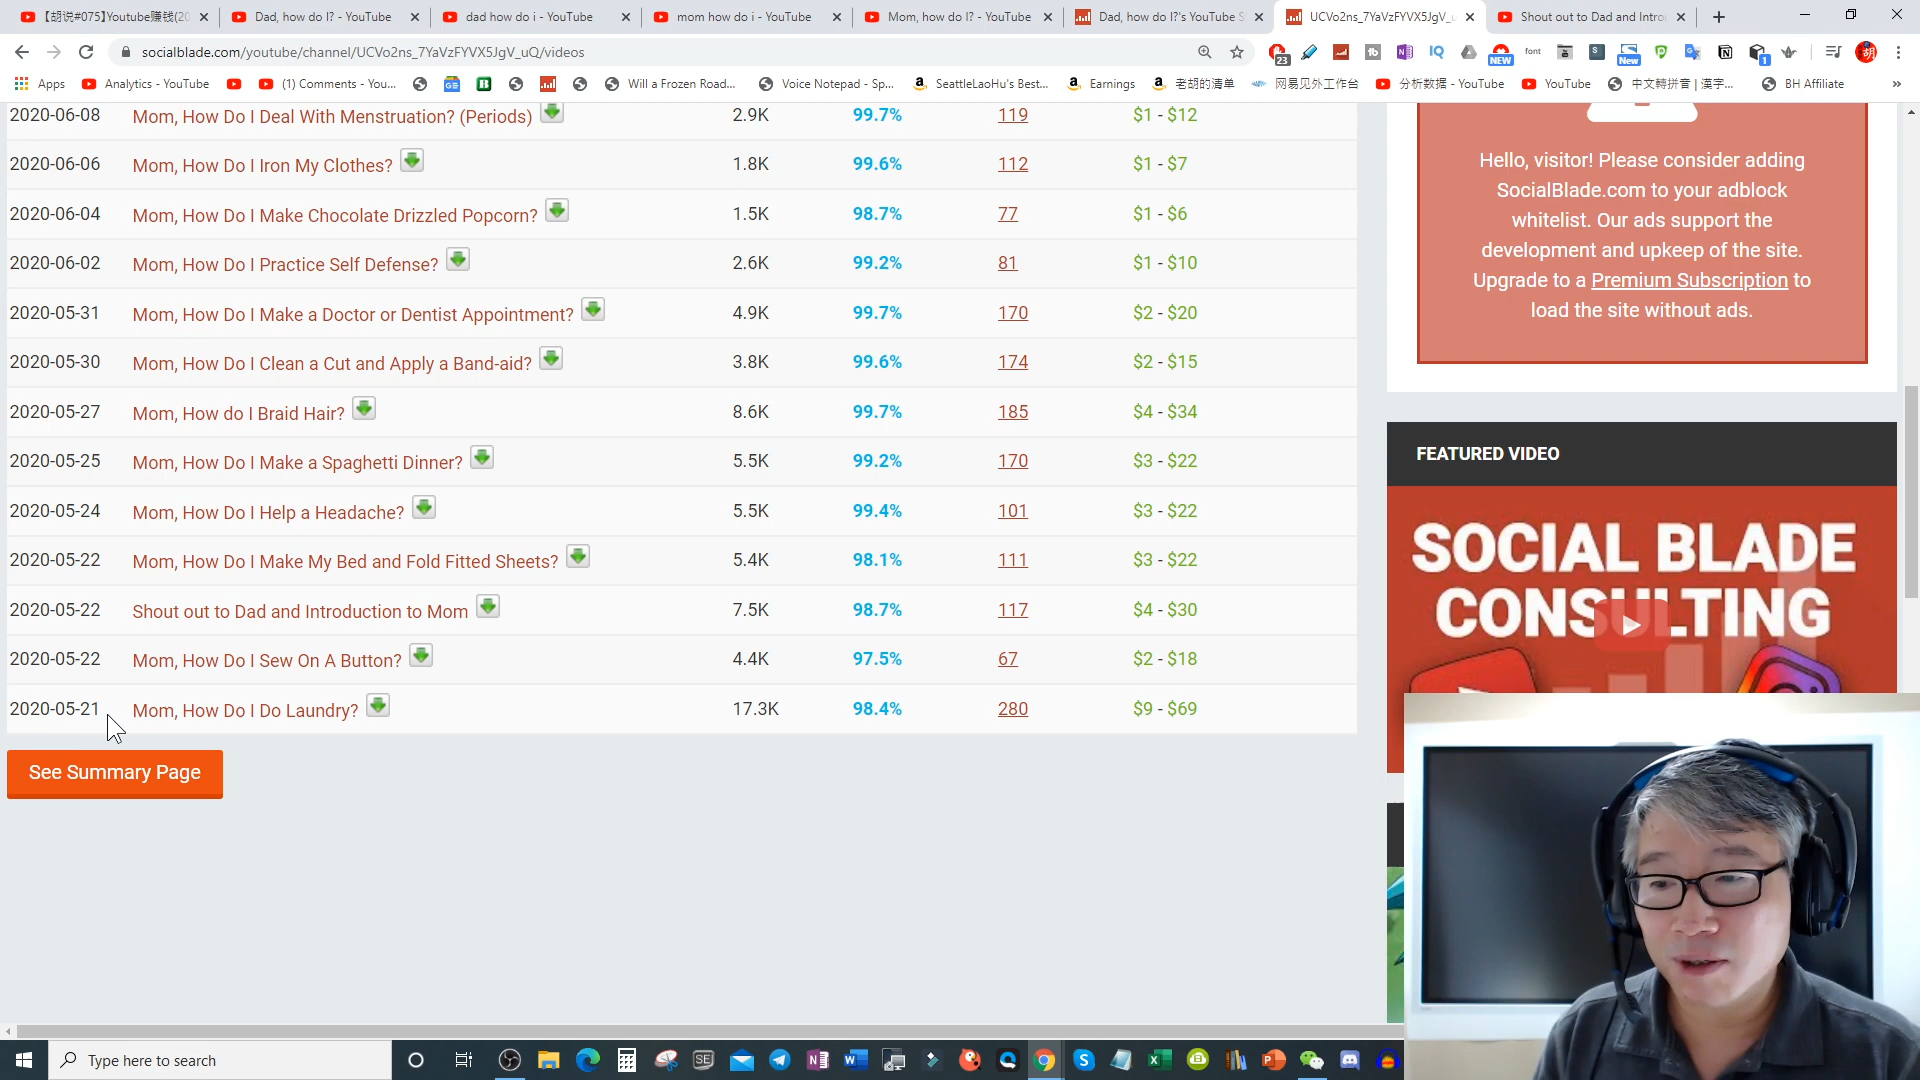 【胡说#075】Youtube赚钱(20
Dad, how do I? - YouTube
dad how do i - YouTube
mom how do i - YouTube
Mom, how do I? - YouTube
Dad, how do I?'s YouTube S
UCVo2ns_7YaVzFYVX5JgV_u
Shout out to Dad and Intro
socialblade.com/youtube/channel/UCVo2ns_7YaVzFYVX5JgV_uQ/videos
23
IQ
NEW
font
New
1
胡
Apps
Analytics - YouTube
(1) Comments - You...
Will a Frozen Road...
Voice Notepad - Sp...
SeattleLaoHu's Best...
Earnings
老胡的清单
网易见外工作台
分析数据 - YouTube
YouTube
中文轉拼音 | 漢字...
BH Affiliate
2020-06-08 Mom, How Do I Deal With Menstruation? (Periods) 2.9K 99.7% 119 $1 - $12
2020-06-06 Mom, How Do I Iron My Clothes? 1.8K 99.6% 112 $1 - $7
2020-06-04 Mom, How Do I Make Chocolate Drizzled Popcorn? 1.5K 98.7% 77 $1 - $6
2020-06-02 Mom, How Do I Practice Self Defense? 2.6K 99.2% 81 $1 - $10
2020-05-31 Mom, How Do I Make a Doctor or Dentist Appointment? 4.9K 99.7% 170 $2 - $20
2020-05-30 Mom, How Do I Clean a Cut and Apply a Band-aid? 3.8K 99.6% 174 $2 - $15
2020-05-27 Mom, How do I Braid Hair? 8.6K 99.7% 185 $4 - $34
2020-05-25 Mom, How Do I Make a Spaghetti Dinner? 5.5K 99.2% 170 $3 - $22
2020-05-24 Mom, How Do I Help a Headache? 5.5K 99.4% 101 $3 - $22
2020-05-22 Mom, How Do I Make My Bed and Fold Fitted Sheets? 5.4K 98.1% 111 $3 - $22
2020-05-22 Shout out to Dad and Introduction to Mom 7.5K 98.7% 117 $4 - $30
2020-05-22 Mom, How Do I Sew On A Button? 4.4K 97.5% 67 $2 - $18
2020-05-21 Mom, How Do I Do Laundry? 17.3K 98.4% 280 $9 - $69
See Summary Page
Hello, visitor! Please consider adding
SocialBlade.com to your adblock
whitelist. Our ads support the
development and upkeep of the site.
Upgrade to a Premium Subscription to
load the site without ads.
FEATURED VIDEO
SOCIAL BLADE
CONSULTING
Type here to search